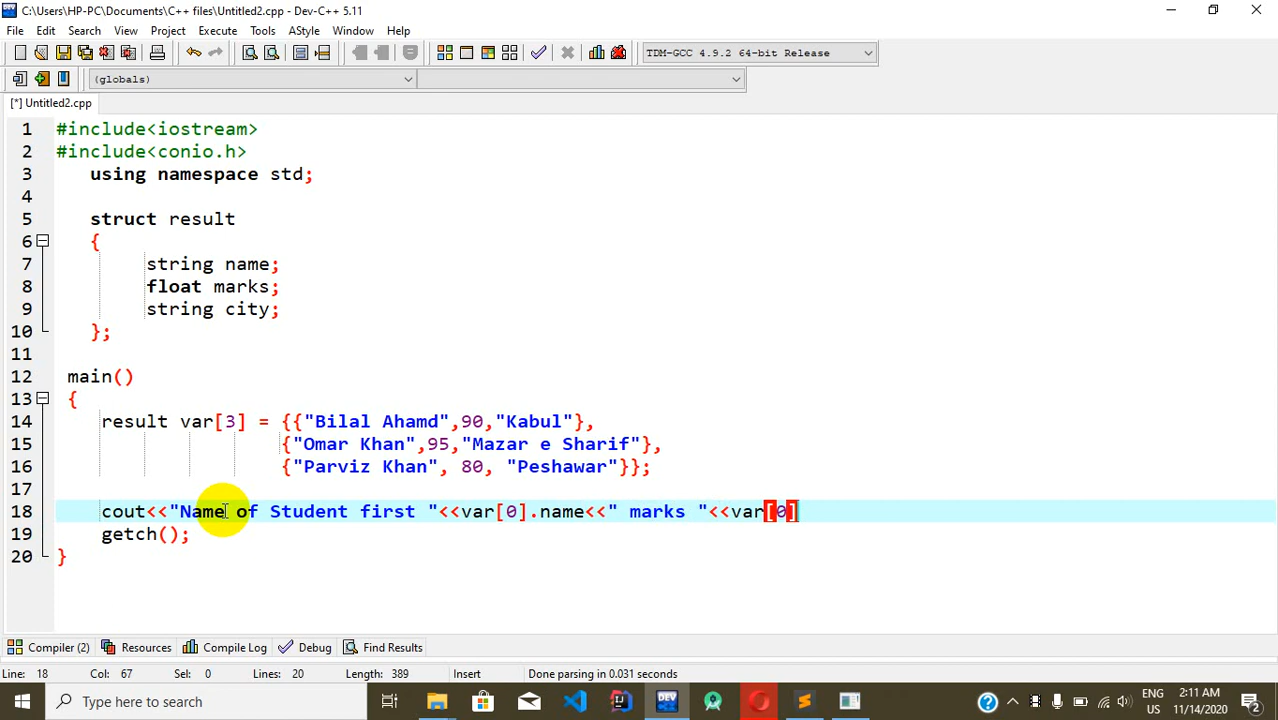 C:\Users\HP-PC\Documents\C++ files\Untitled2.cpp - Dev-C++ 5.11
File Edit Search View Project Execute Tools AStyle Window Help
TDM-GCC 4.9.2 64-bit Release
(globals)
[*] Untitled2.cpp
1 #include<iostream>
2 #include<conio.h>
3 using namespace std;
4
5 struct result
6 {
7 string name;
8 float marks;
9 string city;
10 };
11
12 main()
13 {
14 result var[3] = {{"Bilal Ahamd",90,"Kabul"},
15 {"Omar Khan",95,"Mazar e Sharif"},
16 {"Parviz Khan", 80, "Peshawar"}};
17
18 cout<<"Name of Student first "<<var[0].name<<" marks "<<var[0]
19 getch();
20 }
Compiler (2) Resources Compile Log Debug Find Results
Line: 18 Col: 67 Sel: 0 Lines: 20 Length: 389 Insert Done parsing in 0.031 seconds
Type here to search
DEV
ENG
US
2:11 AM
11/14/2020
2